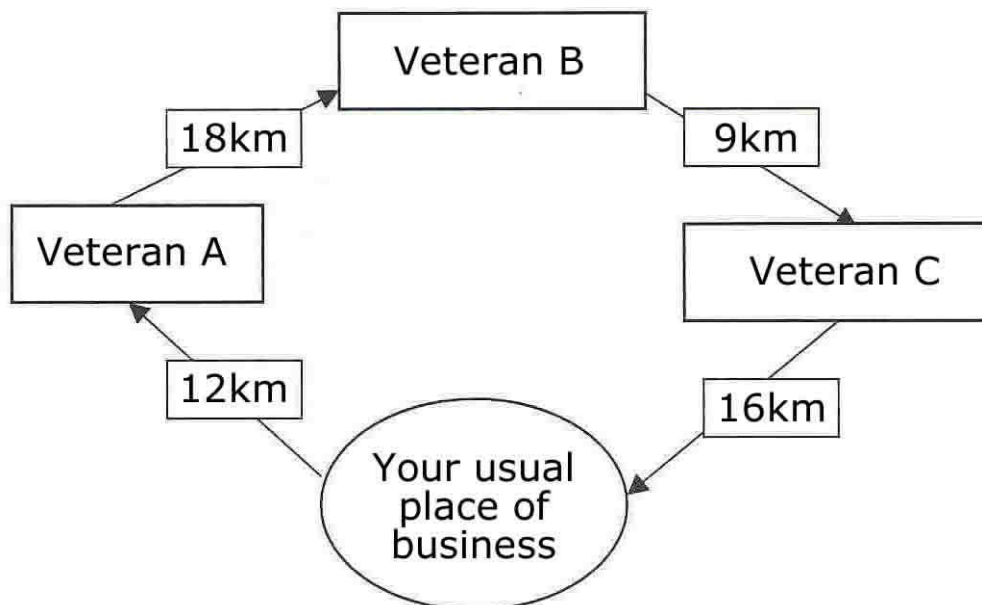 Veteran B
18km
9km
Veteran A
Veteran C
12km
16km
Your usual
place of
business